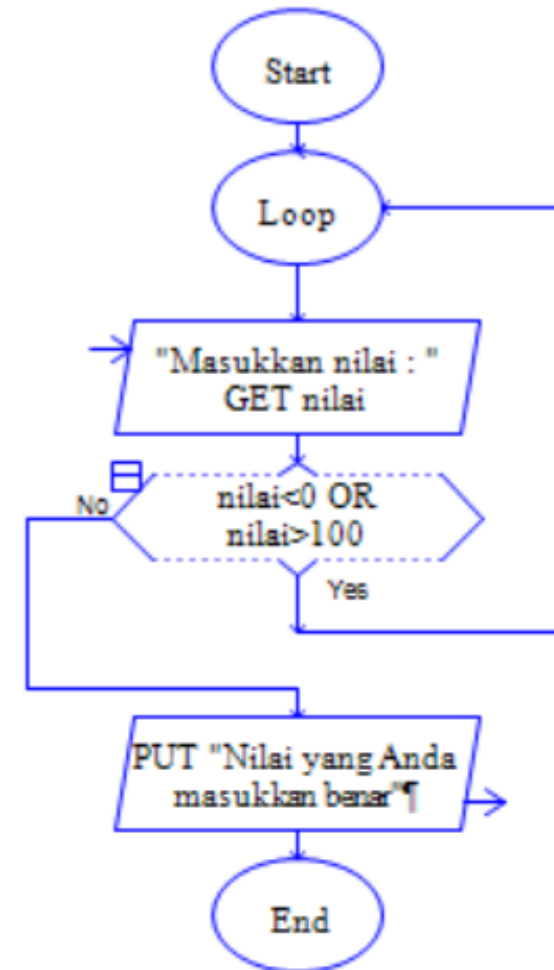 Start
Loop
"Masukkan nilai : "
GET nilai
No
nilai<0 OR
nilai>100
Yes
PUT "Nilai yang Anda
masukkan benar"¶
End